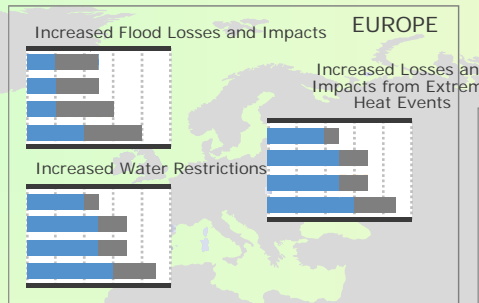 EUROPE
Increased Flood Losses and Impacts
Increased Losses an
Impacts from Extrem
Heat Events
Increased Water Restrictions